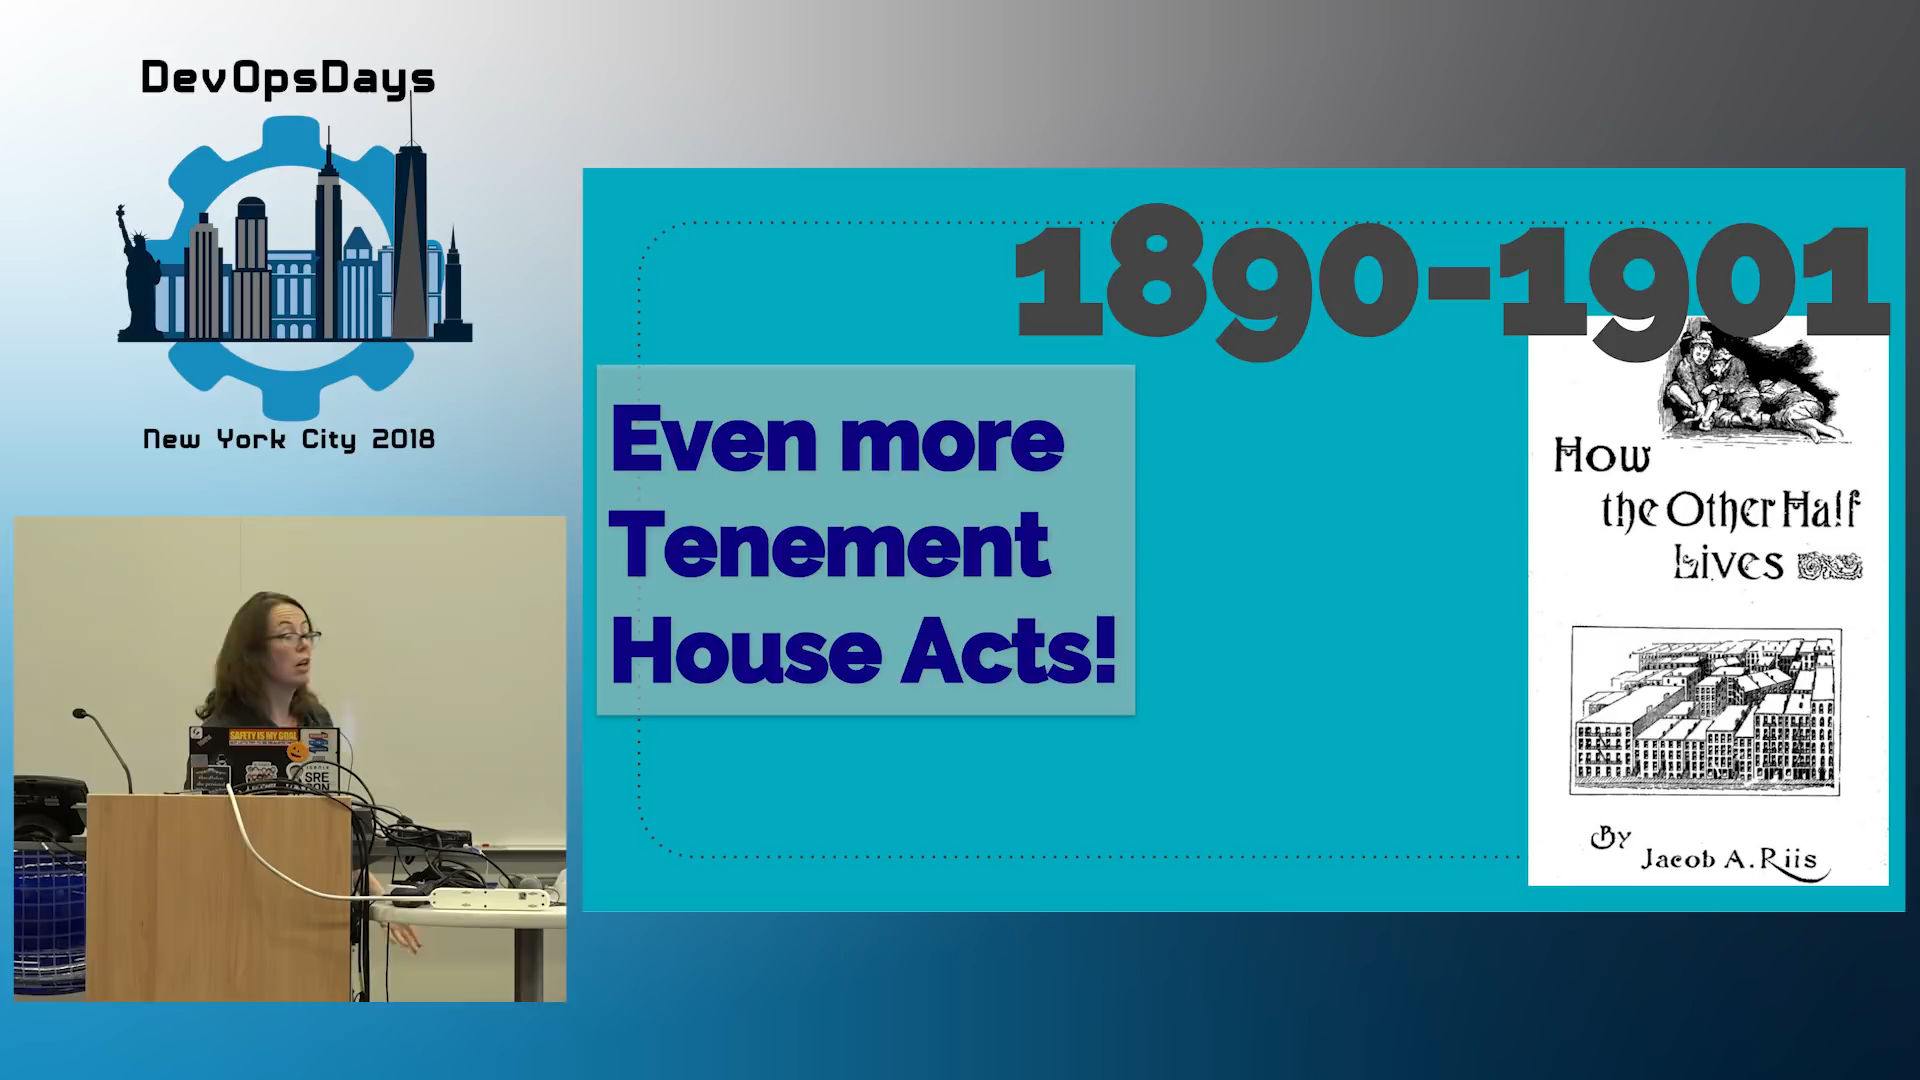 DevOpsDays
New York City 2018
1890-1901
Even more
Tenement
House Acts!
How
the Other Half
Lives
By
Jacob A. Riis
SAFETY IS MY GOAL
SRE
CON